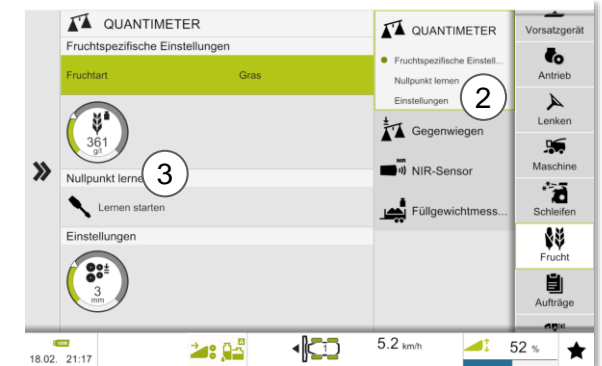 QUANTIMETER
Fruchtspezifische Einstellungen
Fruchtart Gras
361
g/l
Nullpunkt lerne
3
Lernen starten
Einstellungen
3
mm
QUANTIMETER
Fruchtspezifische Einstell...
Nullpunkt lernen
Einstellungen
2
Gegenwiegen
NIR-Sensor
Füllgewichtmess...
Vorsatzgerät
Antrieb
Lenken
Maschine
Schleifen
Frucht
Aufträge
18.02. 21:17
A
1
5.2 km/h
52 %